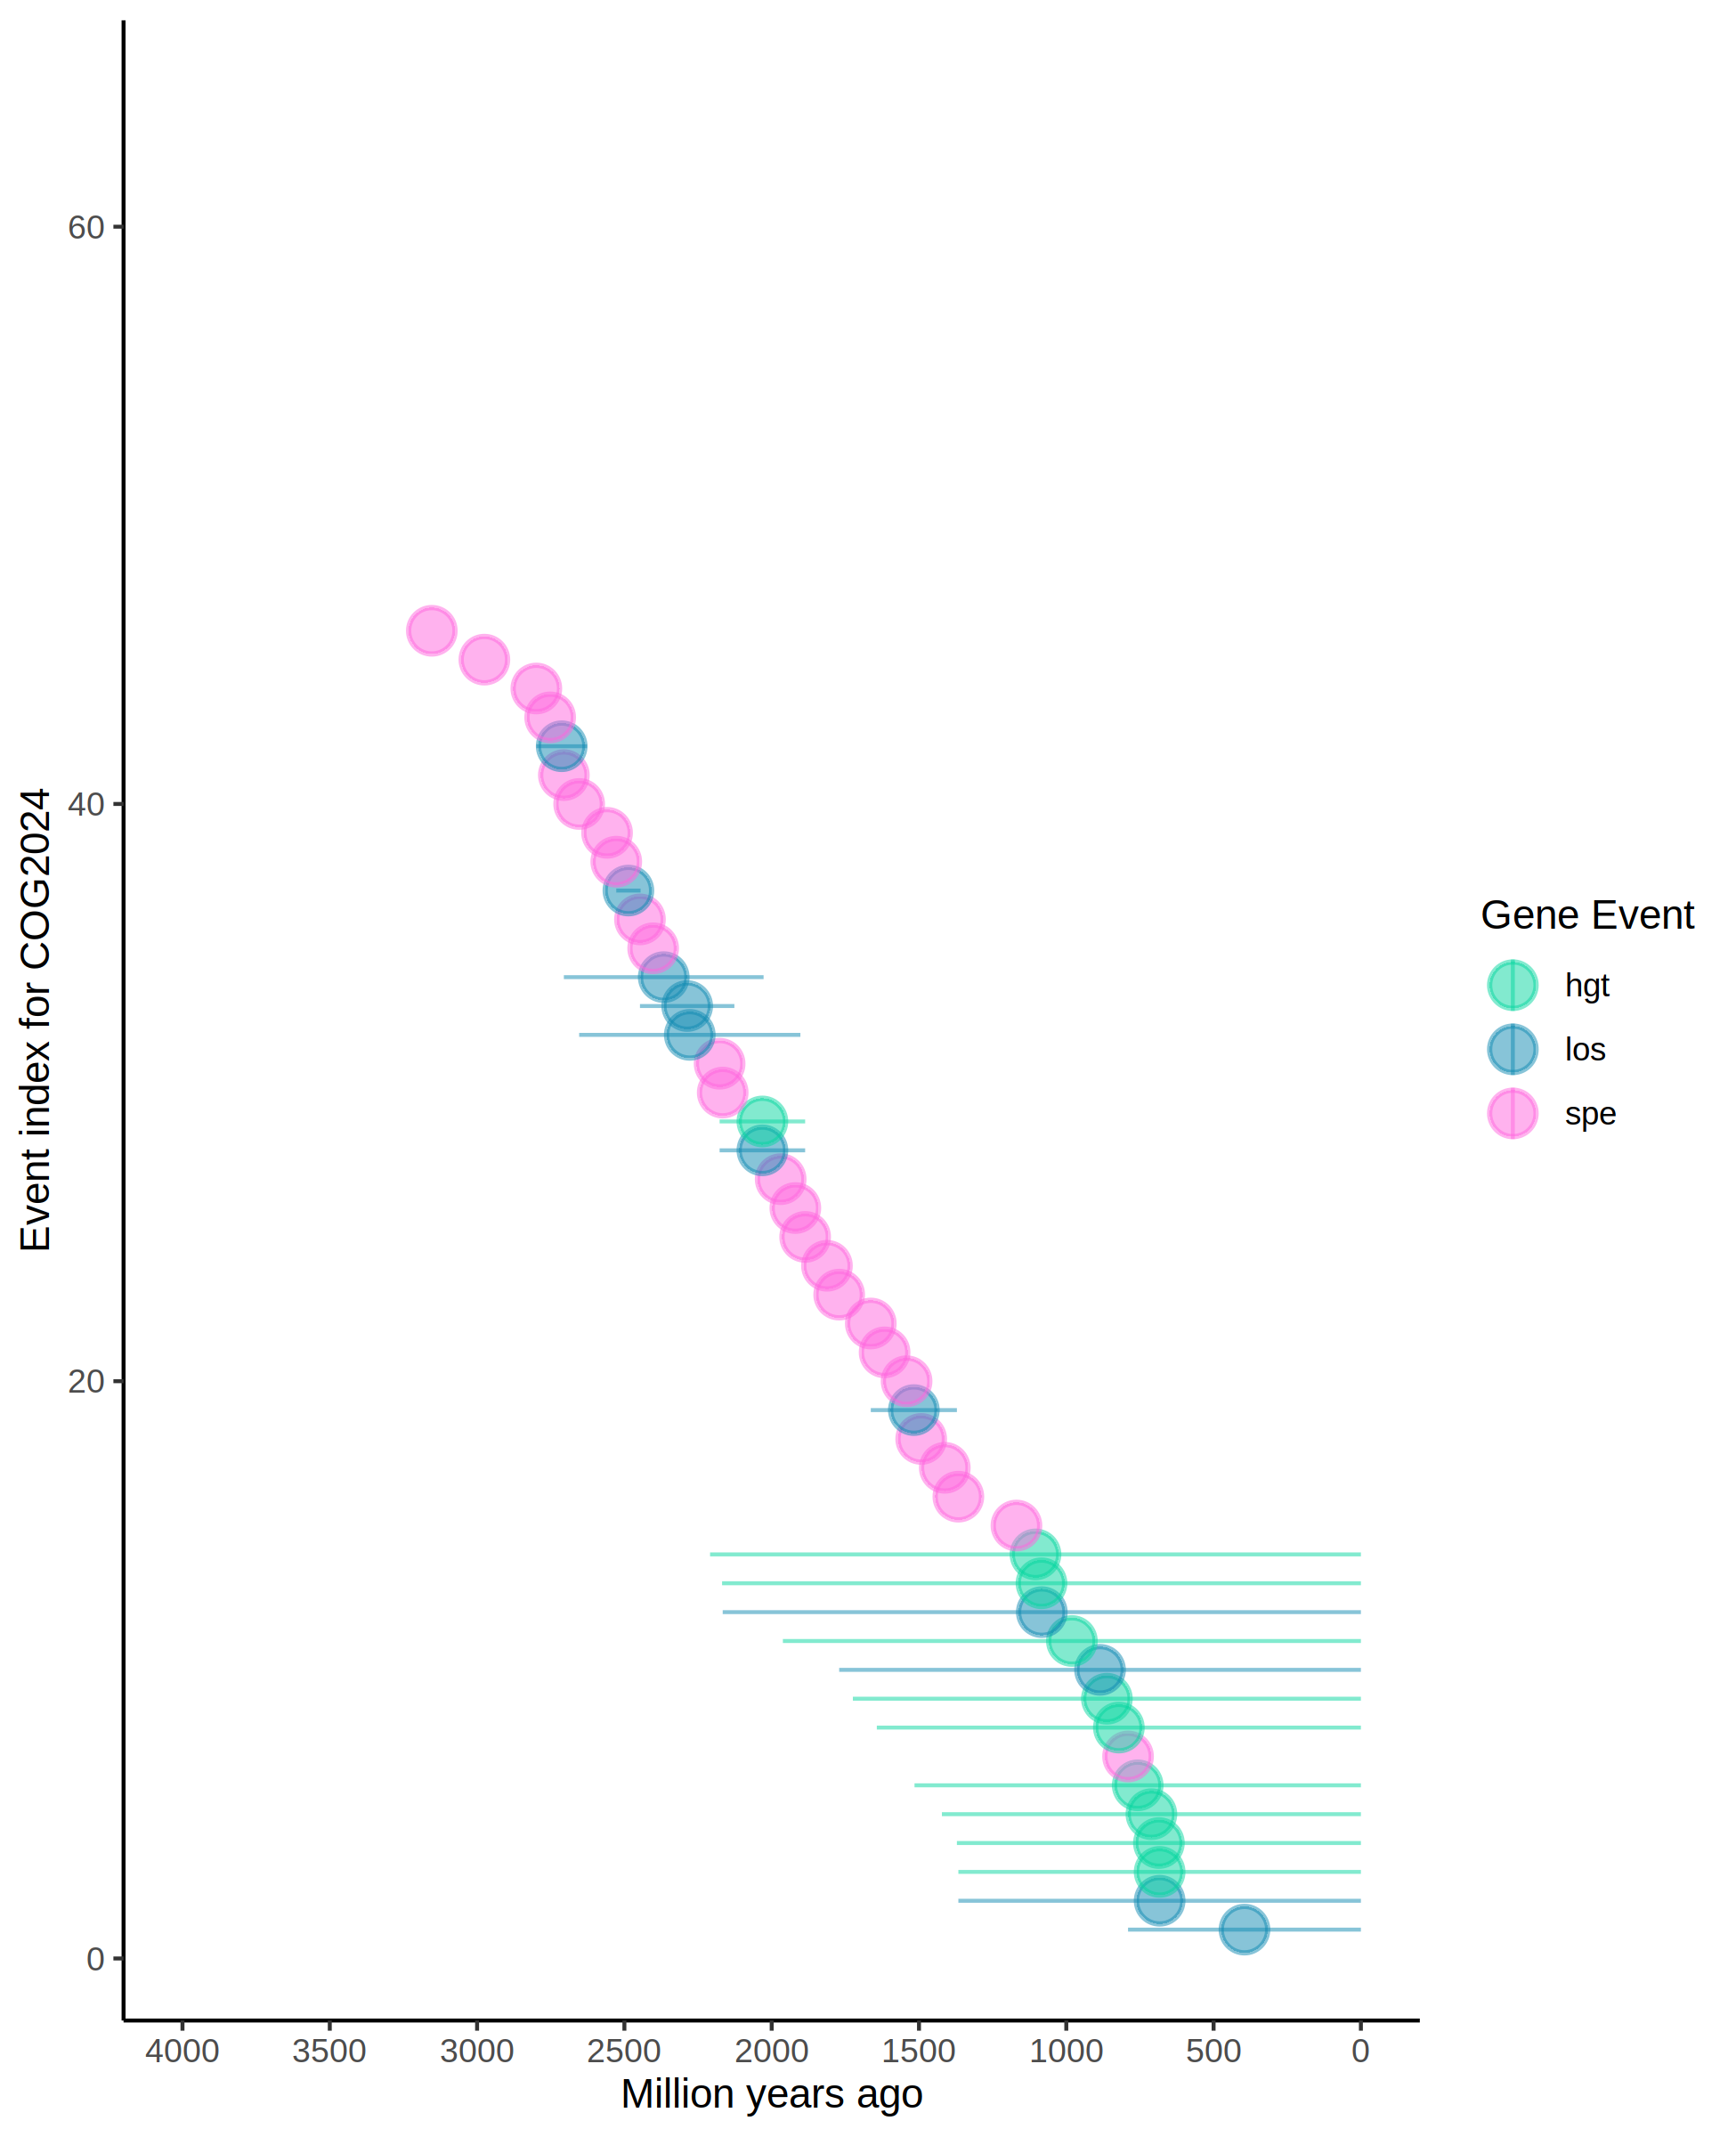 60
40
20
0
Event index for COG2024
4000 3500 3000 2500 2000 1500 1000 500 0
Million years ago
Gene Event
hgt
los
spe